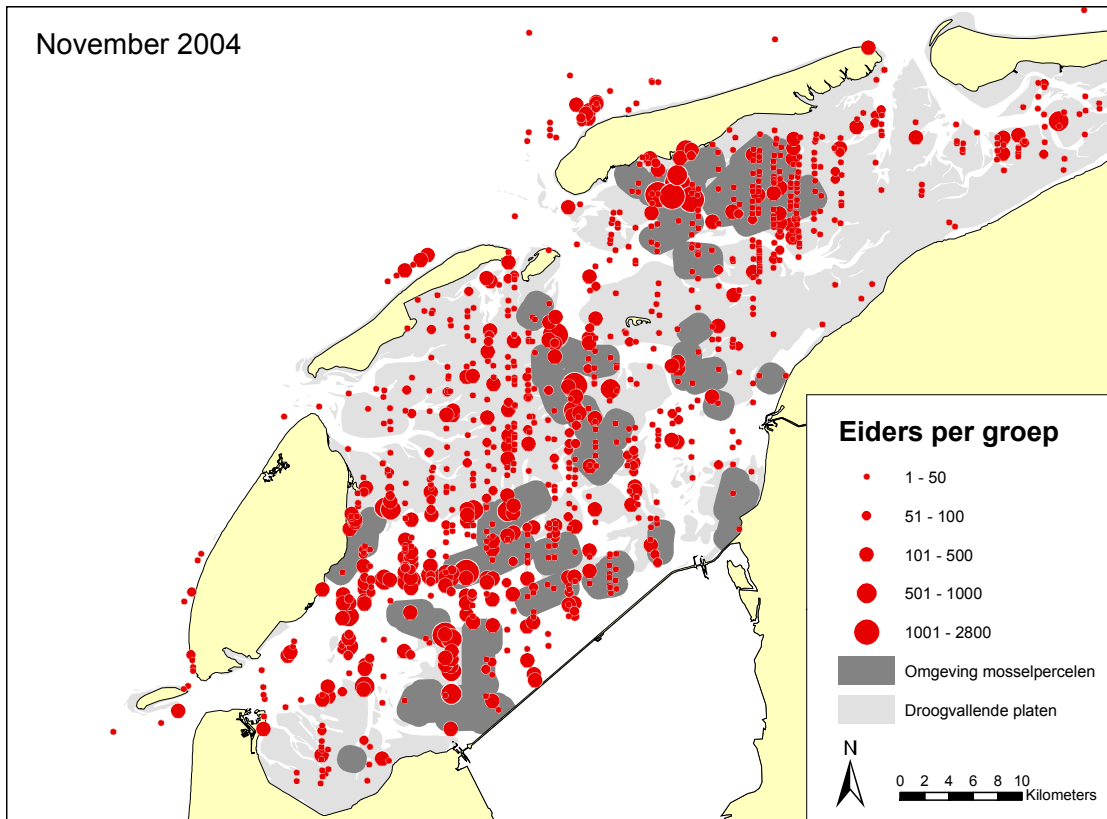 November 2004
Eiders per groep
1 - 50
51 - 100
101 - 500
501 - 1000
1001 - 2800
Omgeving mosselpercelen
Droogvallende platen
N
0 2 4 6 8 10
Kilometers